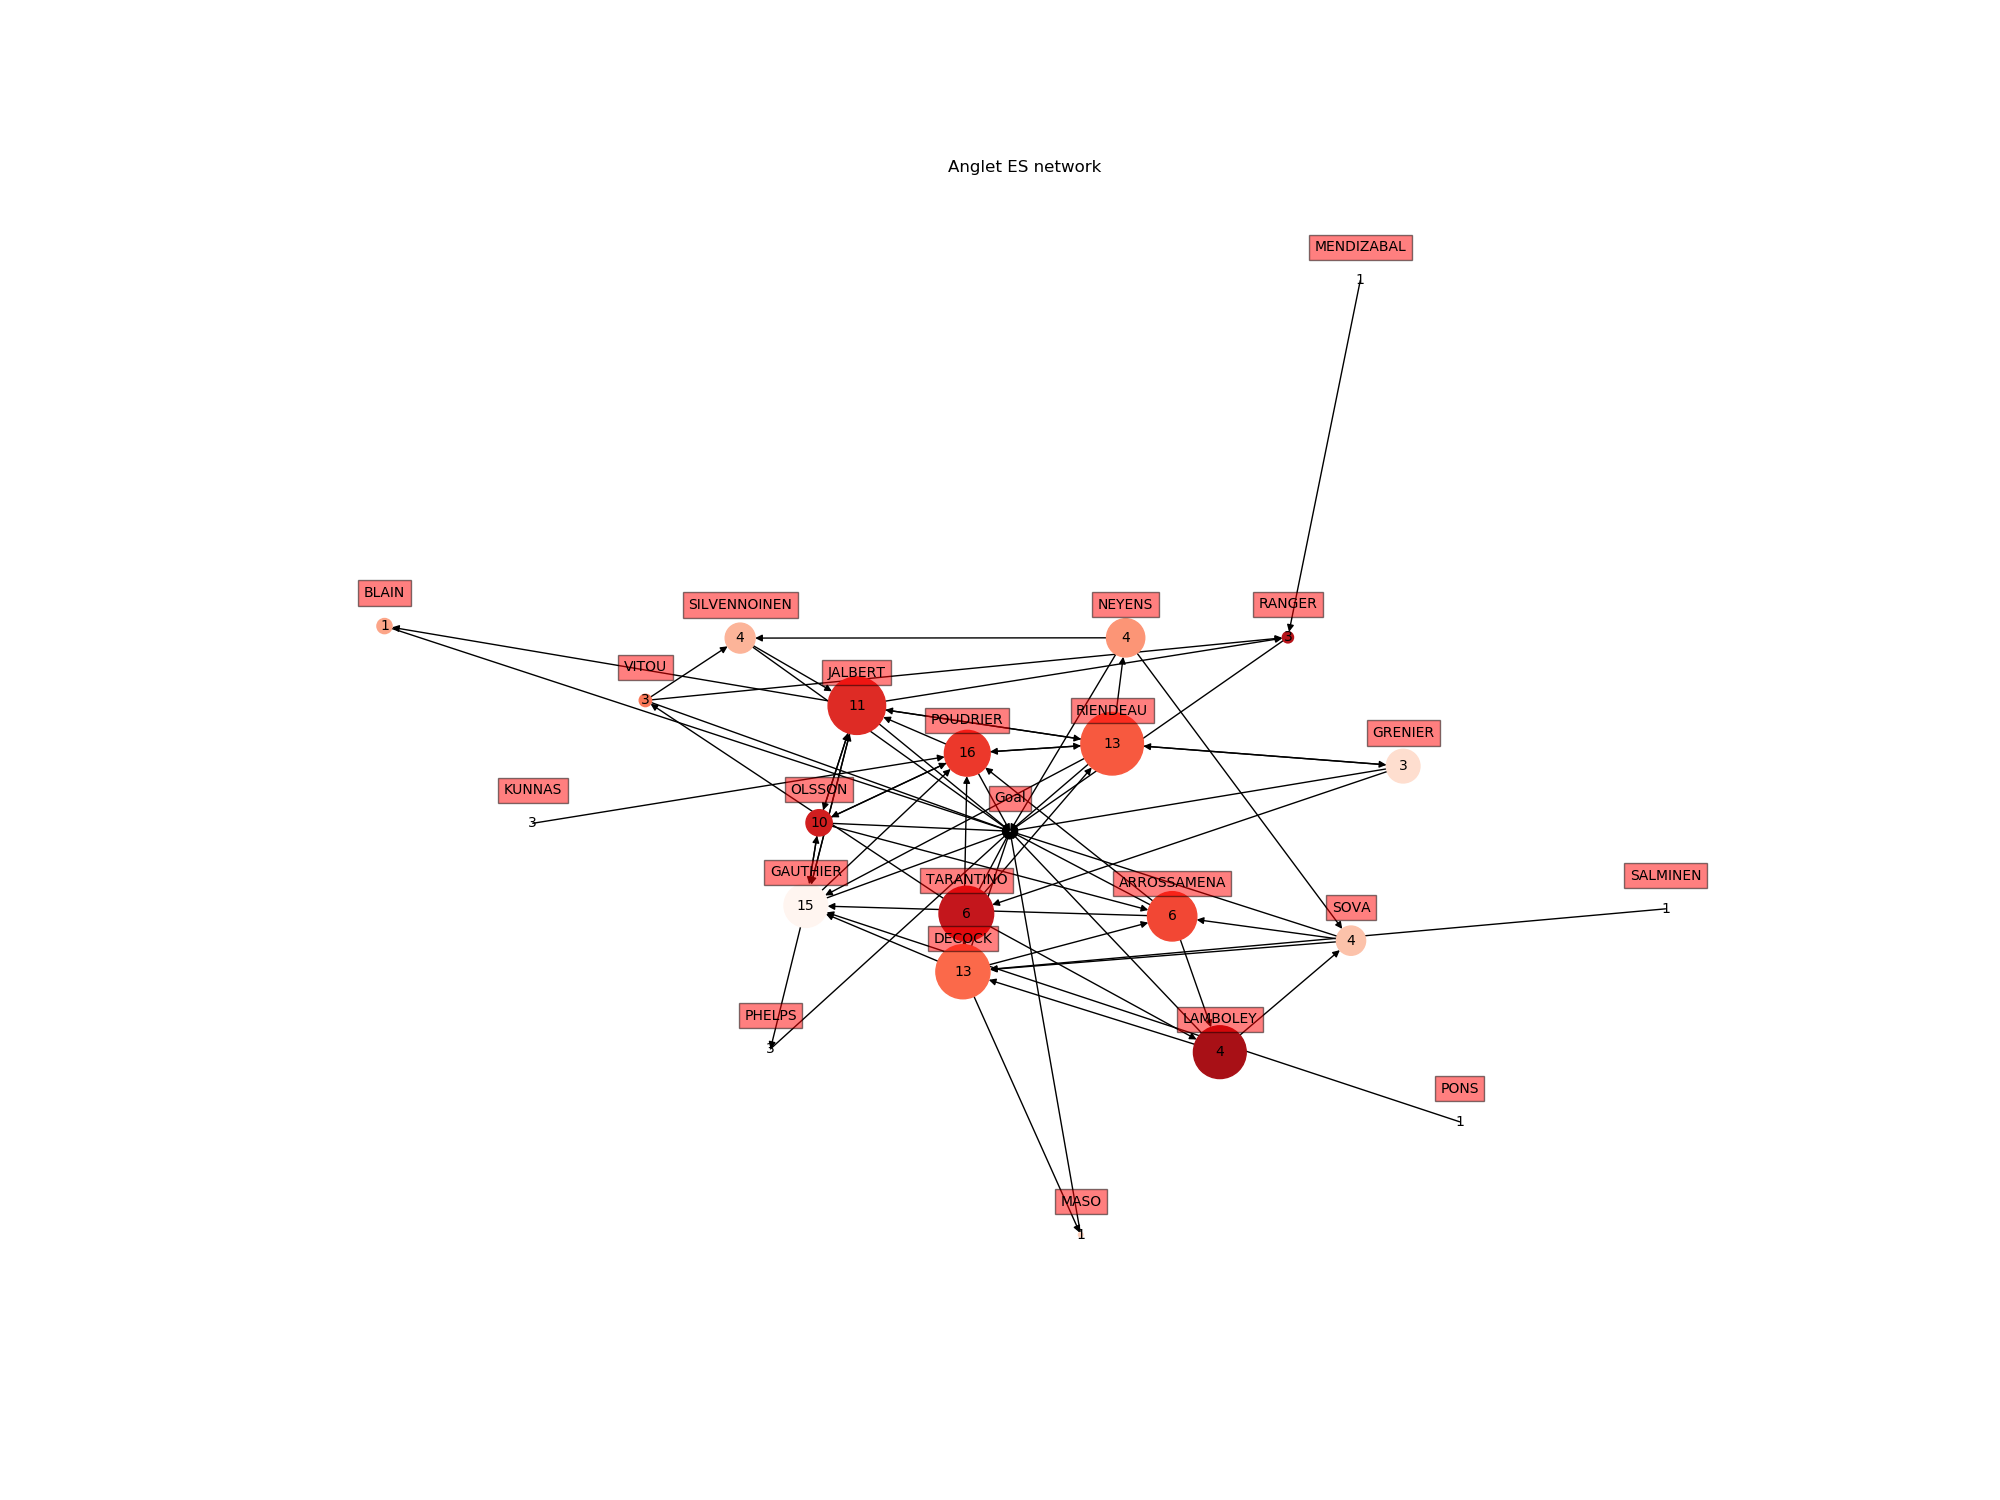 Anglet ES network
MENDIZABAL
1
BLAIN
1
SILVENNOINEN
4
NEYENS
4
RANGER
3
VITOU
3
JALBERT
11
POUDRIER
16
RIENDEAU
13
GRENIER
3
KUNNAS
3
OLSSON
10
Goal
GAUTHIER
15
TARANTINO
6
ARROSSAMENA
6
SALMINEN
1
SOVA
4
DECOCK
13
PHELPS
3
LAMBOLEY
4
PONS
1
MASO
1